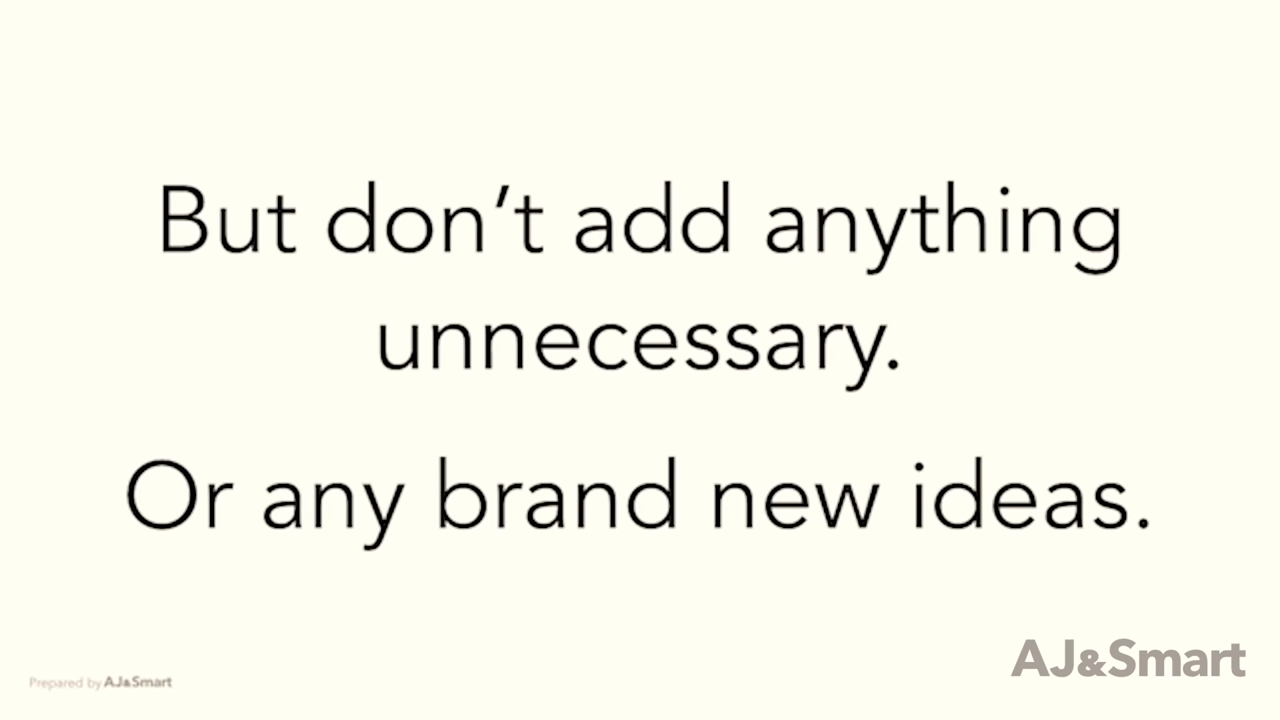 But don’t add anything
unnecessary.
Or any brand new ideas.
AJ&Smart
Prepared by AJ&Smart